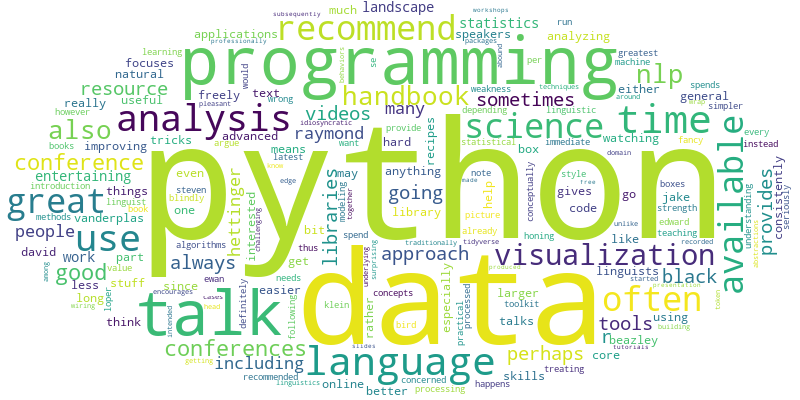 subsequently
workshops
much
landscape
professionally
run
applications
recommend
statistics
speakers
packages
greatest
learning
focuses
programming
abound
analyzing
se
machine
behaviors
natural
per
spends
resource
text
would
handbook
weakness
techniques
nlp
either
freely
really
useful
wrong
many
sometimes
linguistic
around
general
analysis
videos
simpler
however
pleasant
idiosyncratic
raymond
science
time
also
tricks
advanced
provide
recipes
depending
statistical
fancy
every
books
improving
argue
want
hard
watching
instead
conference
means
latest
anything
box
immediate
domain
entertaining
even
steven
edge
going
note
style
boxes
introduction
things
blindly
gives
code
go
jake
strength
linguist
library
picture
free
great
methods
vanderplas
one
python
help
conceptually
edward
teaching
available
provides
consistently
seriously
people
david
book
hettinger
interested
libraries
may
modeling
together
already
tidyverse
unlike
recorded
understanding
use
work
part
algorithms
bit
approach
surprising
traditionally
made
like
visualization
linguists
started
black
less
value
since
always
get
spend
good
stuff
thus
rather
especially
larger
among
long
needs
easier
underlying
concepts
practical
toolkit
loper
ewan
challenging
processed
often
using
wiring
think
talk
definitely
following
data
talks
tools
r
beazley
encourages
cases
klein
bird
concerned
perhaps
core
building
tutorials
intended
head
conferences
language
treating
getting
including
slides
happens
skills
recommended
linguistics
online
better
processing
honing
token
presentation
produced
know